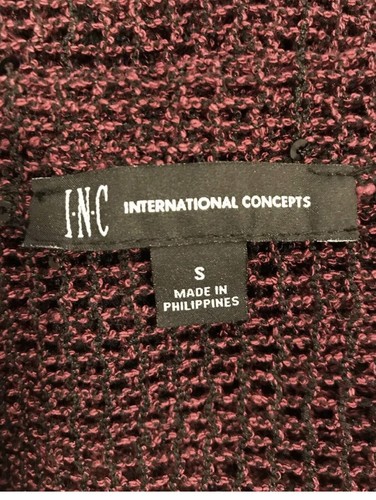 I·N·C INTERNATIONAL CONCEPTS
S
MADE IN
PHILIPPINES